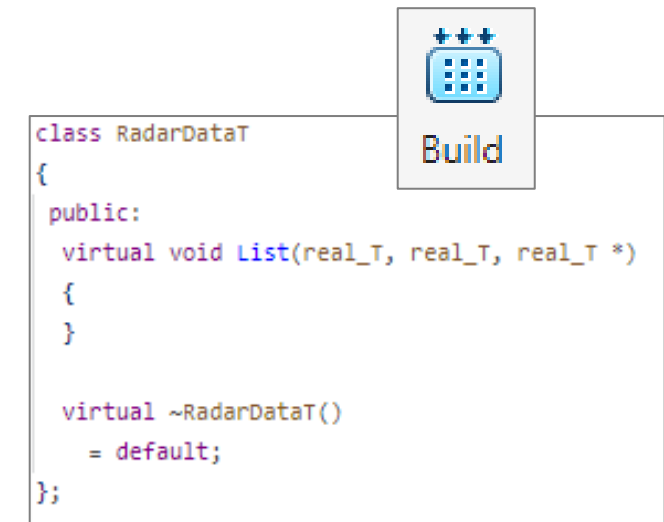 Build
class RadarDataT
{
public:
virtual void List(real_T, real_T, real_T *)
{
}
virtual ~RadarDataT()
= default;
};